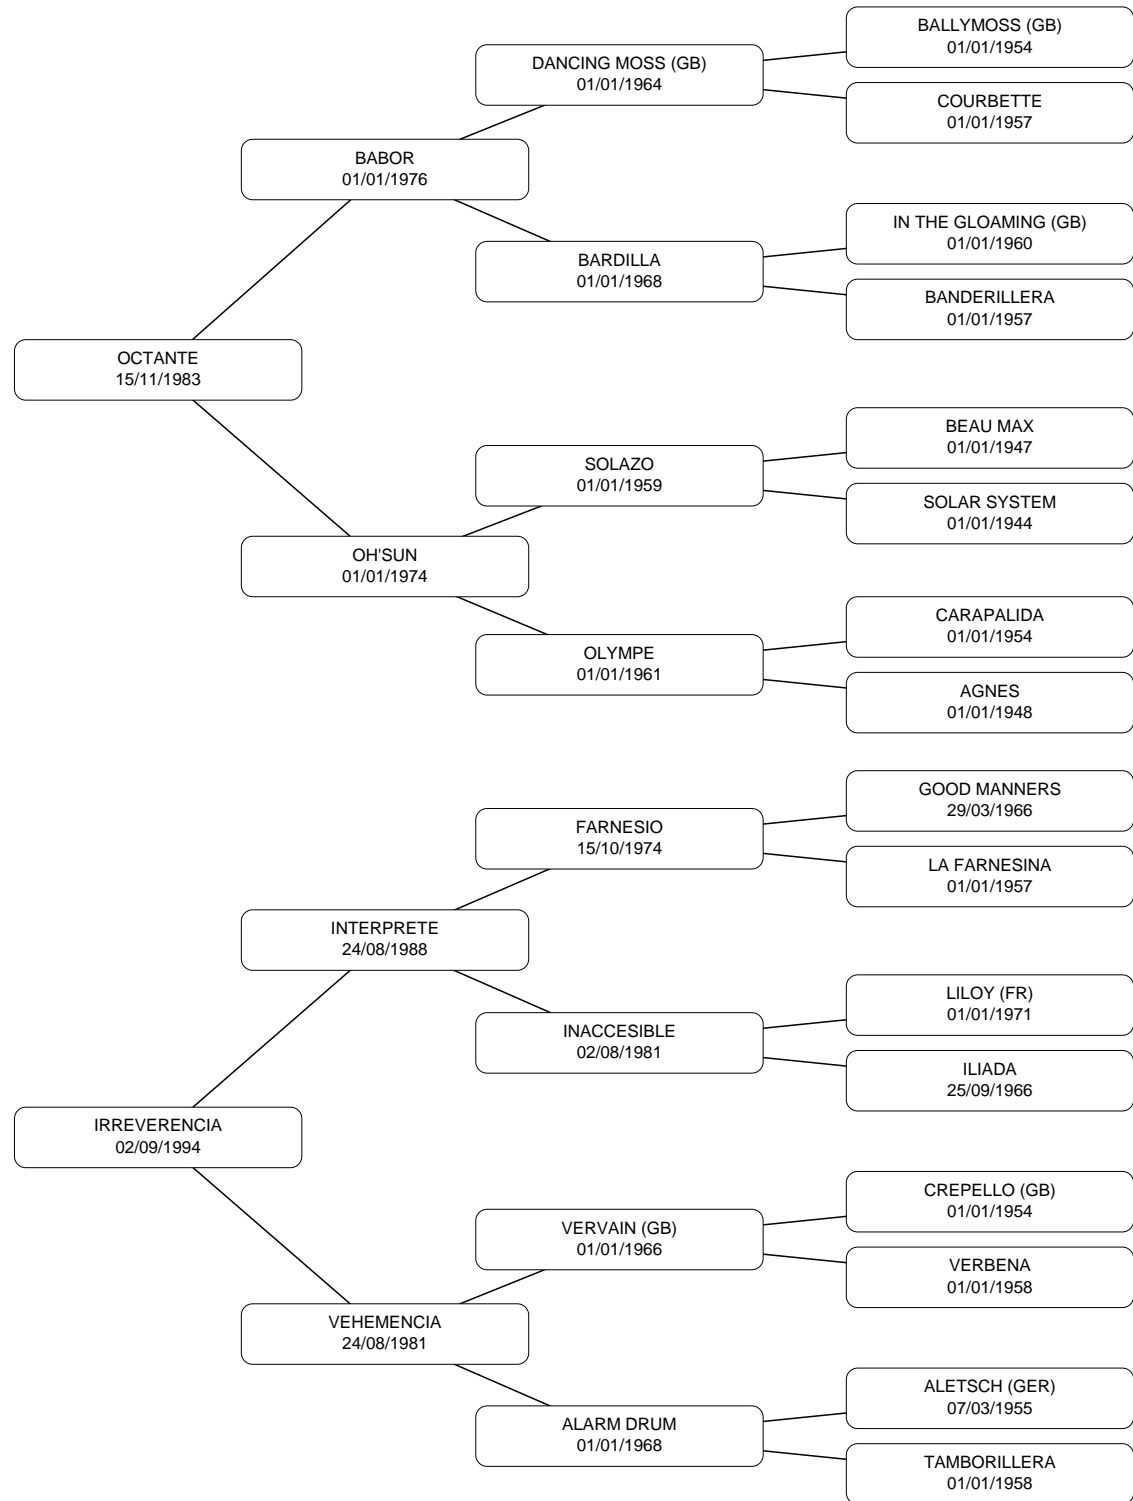 BALLYMOSS (GB)
01/01/1954
DANCING MOSS (GB)
01/01/1964
COURBETTE
01/01/1957
BABOR
01/01/1976
IN THE GLOAMING (GB)
01/01/1960
BARDILLA
01/01/1968
BANDERILLERA
01/01/1957
OCTANTE
15/11/1983
BEAU MAX
01/01/1947
SOLAZO
01/01/1959
SOLAR SYSTEM
01/01/1944
OH'SUN
01/01/1974
CARAPALIDA
01/01/1954
OLYMPE
01/01/1961
AGNES
01/01/1948
GOOD MANNERS
29/03/1966
FARNESIO
15/10/1974
LA FARNESINA
01/01/1957
INTERPRETE
24/08/1988
LILOY (FR)
01/01/1971
INACCESIBLE
02/08/1981
ILIADA
25/09/1966
IRREVERENCIA
02/09/1994
CREPELLO (GB)
01/01/1954
VERVAIN (GB)
01/01/1966
VERBENA
01/01/1958
VEHEMENCIA
24/08/1981
ALETSCH (GER)
07/03/1955
ALARM DRUM
01/01/1968
TAMBORILLERA
01/01/1958